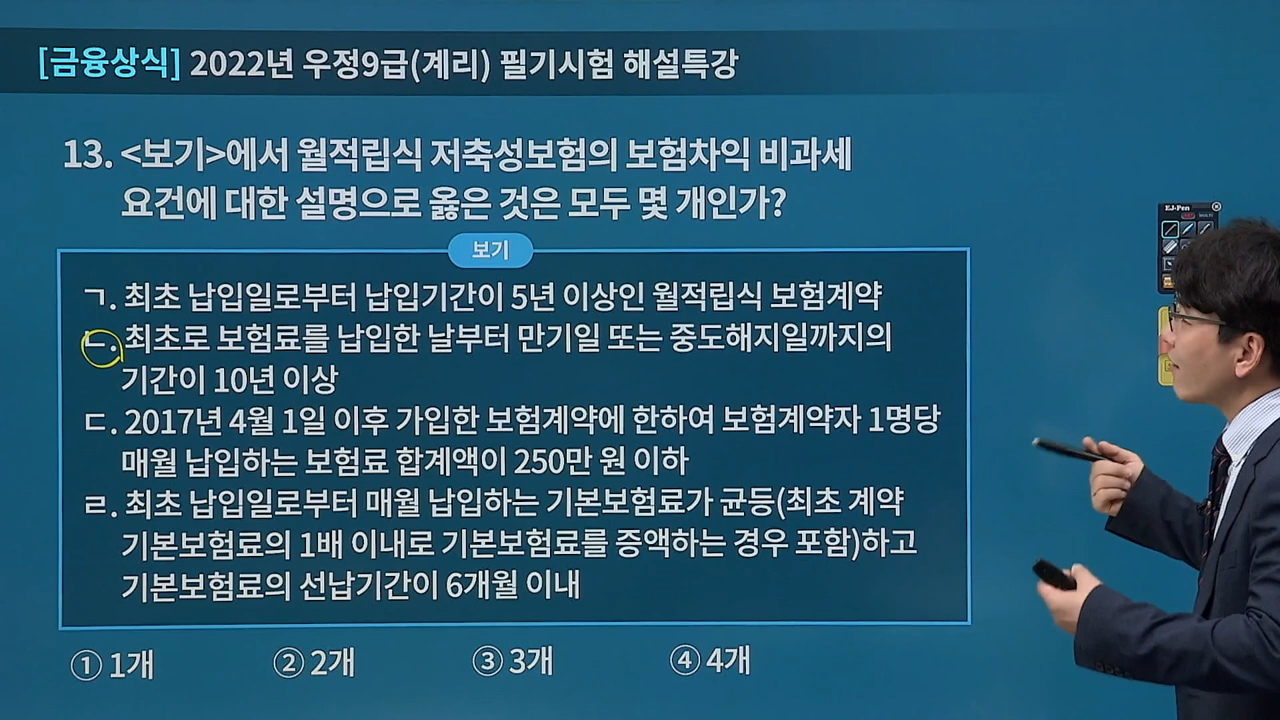 [금융상식] 2022년 우정9급(계리) 필기시험 해설특강
13. <보기>에서 월적립식 저축성보험의 보험차익 비과세
요건에 대한 설명으로 옳은 것은 모두 몇 개인가?
보기
ㄱ. 최초 납입일로부터 납입기간이 5년 이상인 월적립식 보험계약
ㄴ. 최초로 보험료를 납입한 날부터 만기일 또는 중도해지일까지의
기간이 10년 이상
ㄷ. 2017년 4월 1일 이후 가입한 보험계약에 한하여 보험계약자 1명당
매월 납입하는 보험료 합계액이 250만 원 이하
ㄹ. 최초 납입일로부터 매월 납입하는 기본보험료가 균등(최초 계약
기본보험료의 1배 이내로 기본보험료를 증액하는 경우 포함)하고
기본보험료의 선납기간이 6개월 이내
① 1개 ② 2개 ③ 3개 ④ 4개
EJ-Pen